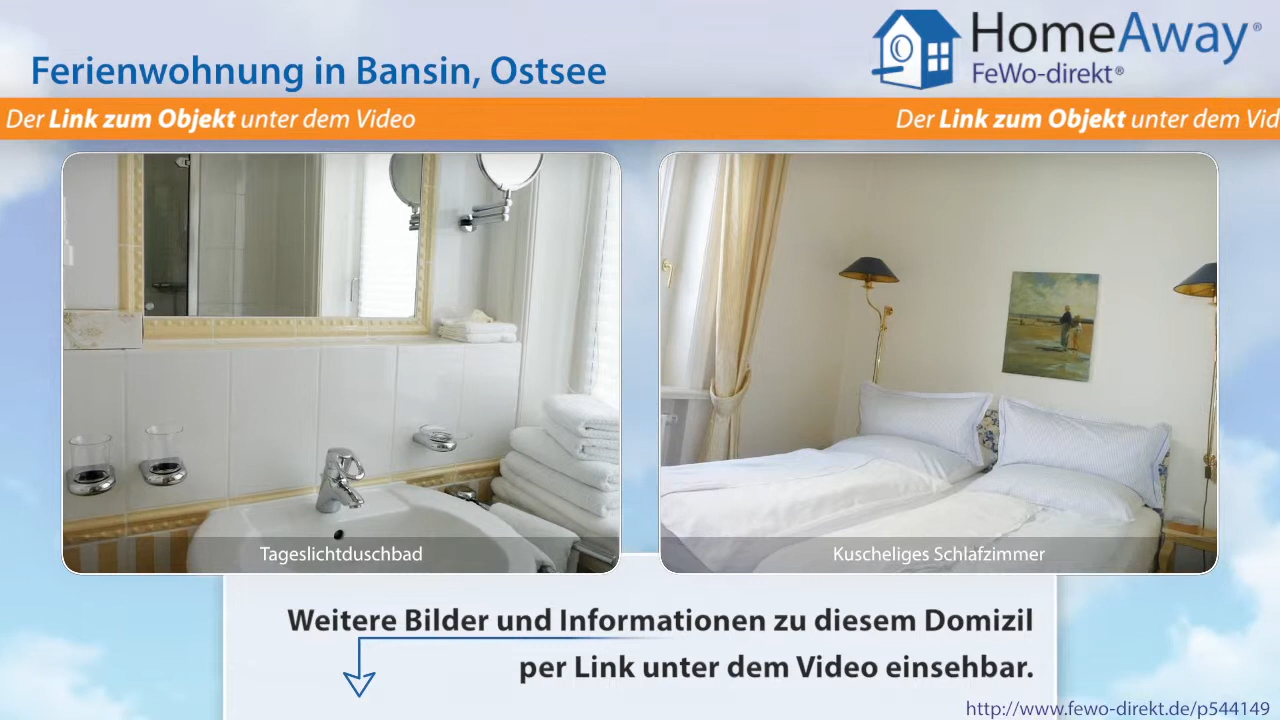 Ferienwohnung in Bansin, Ostsee
HomeAway®
FeWo-direkt®
Der Link zum Objekt unter dem Video
Der Link zum Objekt unter dem Vid
Tageslichtduschbad
Kuscheliges Schlafzimmer
Weitere Bilder und Informationen zu diesem Domizil
per Link unter dem Video einsehbar.
http://www.fewo-direkt.de/p544149